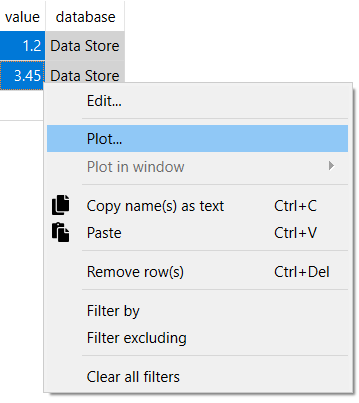 value database
1.2 Data Store
3.45 Data Store
Edit...
Plot...
Plot in window
Copy name(s) as text Ctrl+C
Paste Ctrl+V
Remove row(s) Ctrl+Del
Filter by
Filter excluding
Clear all filters